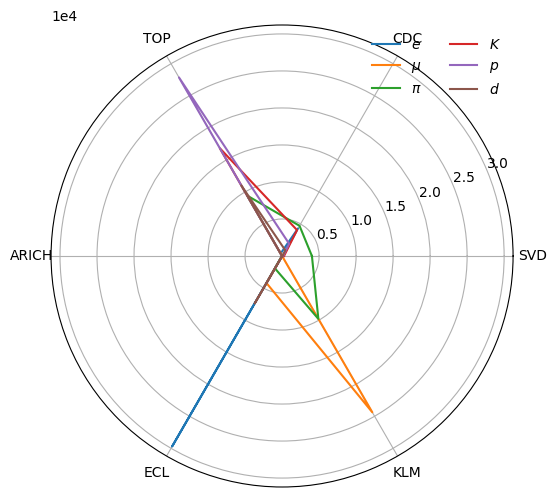 1e4
TOP
CDC
e K
μ p
π d
3.0
2.5
2.0
1.5
1.0
0.5
ARICH
SVD
ECL
KLM